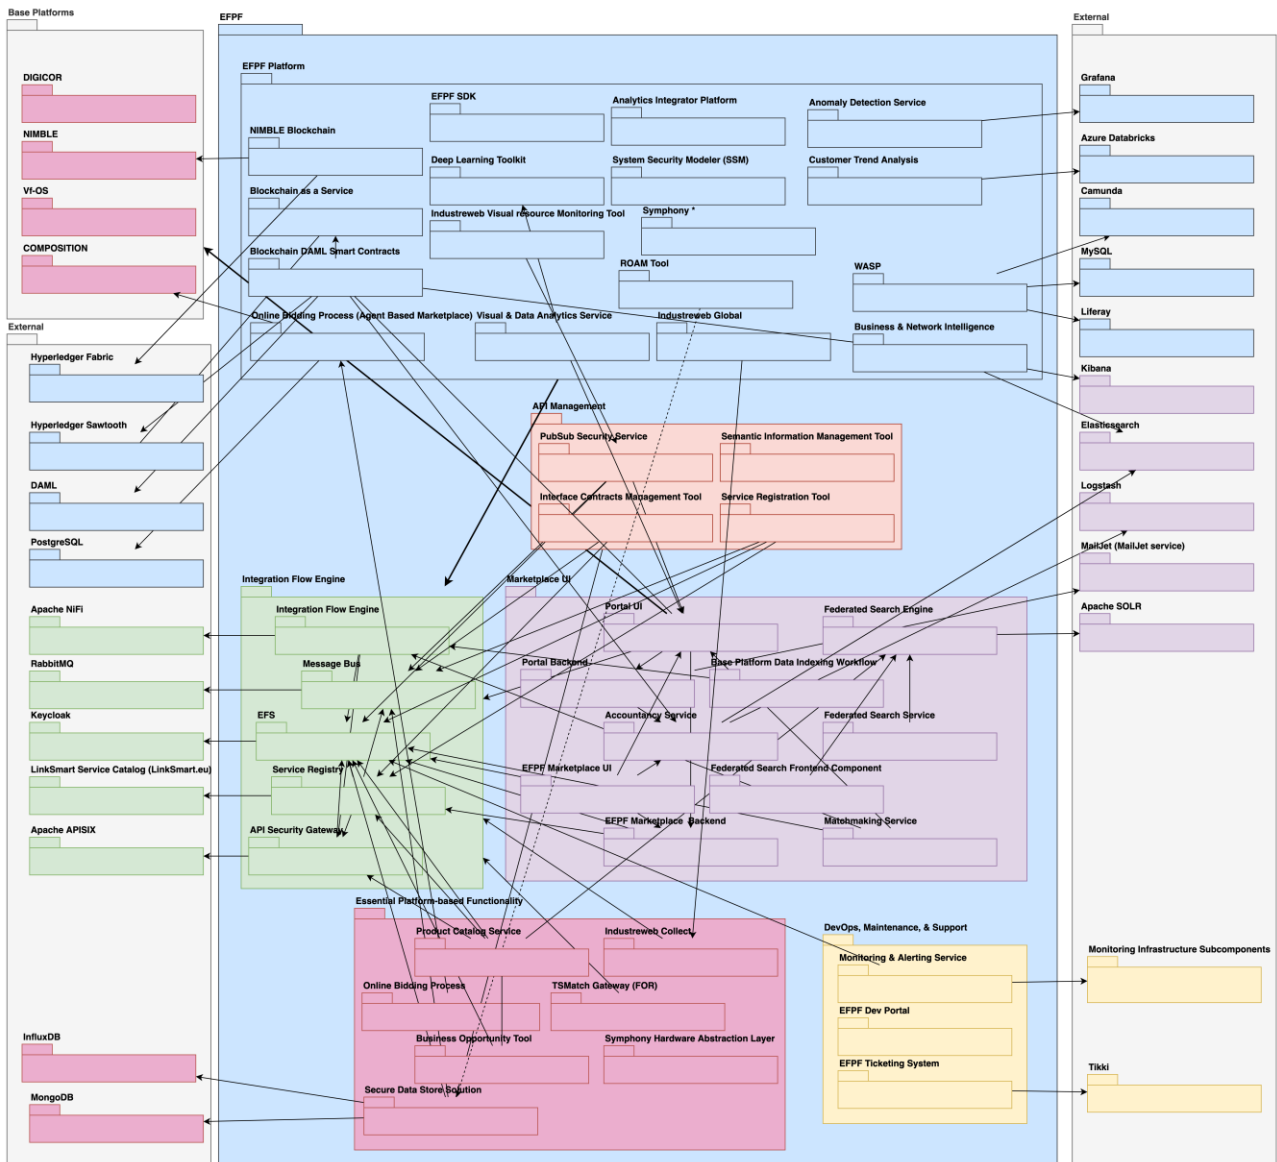 Base Platforms
DIGICOR
NIMBLE
Vf-OS
COMPOSITION
External
Hyperledger Fabric
Hyperledger Sawtooth
DAML
PostgreSQL
Apache NiFi
RabbitMQ
Keycloak
LinkSmart Service Catalog (LinkSmart.eu)
Apache APISIX
InfluxDB
MongoDB
EFPF
EFPF Platform
EFPF SDK
Analytics Integrator Platform
Anomaly Detection Service
NIMBLE Blockchain
Deep Learning Toolkit
System Security Modeler (SSM)
Customer Trend Analysis
Blockchain as a Service
Industreweb Visual resource Monitoring Tool
Symphony *
Blockchain DAML Smart Contracts
ROAM Tool
WASP
Online Bidding Process (Agent Based Marketplace)
Visual & Data Analytics Service
Industreweb Global
Business & Network Intelligence
API Management
PubSub Security Service
Semantic Information Management Tool
Interface Contracts Management Tool
Service Registration Tool
Integration Flow Engine
Integration Flow Engine
Message Bus
EFS
Service Registry
API Security Gateway
Marketplace UI
Portal UI
Federated Search Engine
Portal Backend
Base Platform Data Indexing Workflow
Accountancy Service
Federated Search Service
EFPF Marketplace UI
Federated Search Frontend Component
EFPF Marketplace Backend
Matchmaking Service
Essential Platform-based Functionality
Product Catalog Service
Industreweb Collect
Online Bidding Process
TSMatch Gateway (FOR)
Business Opportunity Tool
Symphony Hardware Abstraction Layer
Secure Data Store Solution
DevOps, Maintenance, & Support
Monitoring & Alerting Service
EFPF Dev Portal
EFPF Ticketing System
External
Grafana
Azure Databricks
Camunda
MySQL
Liferay
Kibana
Elasticsearch
Logstash
MailJet (MailJet service)
Apache SOLR
Monitoring Infrastructure Subcomponents
Tikki